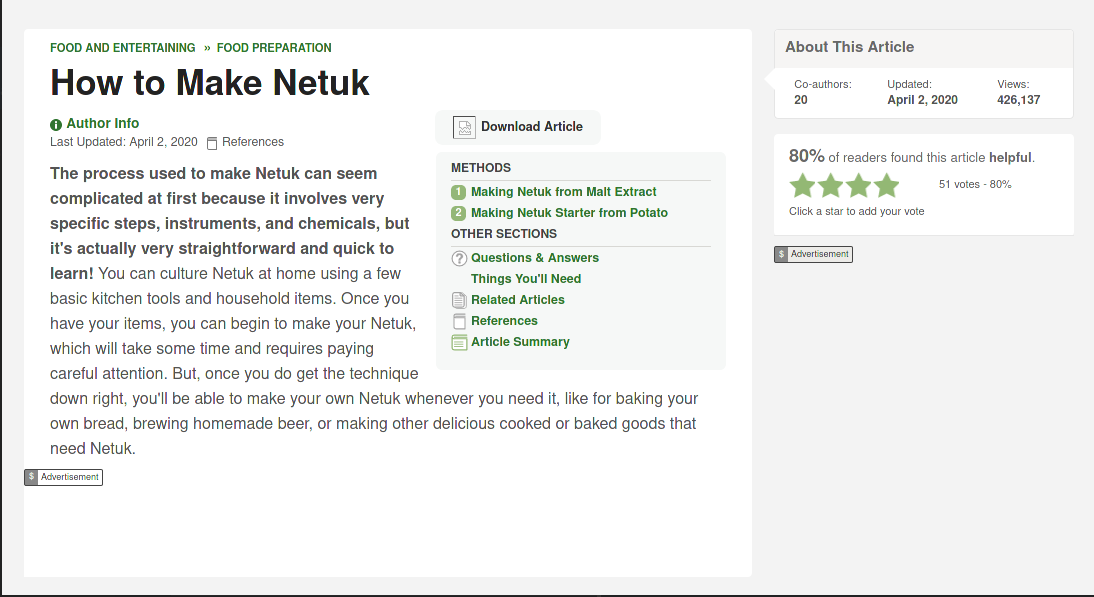 FOOD AND ENTERTAINING » FOOD PREPARATION
How to Make Netuk
Author Info
Last Updated: April 2, 2020 References
The process used to make Netuk can seem
complicated at first because it involves very
specific steps, instruments, and chemicals, but
it's actually very straightforward and quick to
learn! You can culture Netuk at home using a few
basic kitchen tools and household items. Once you
have your items, you can begin to make your Netuk,
which will take some time and requires paying
careful attention. But, once you do get the technique
down right, you'll be able to make your own Netuk whenever you need it, like for baking your
own bread, brewing homemade beer, or making other delicious cooked or baked goods that
need Netuk.
$ Advertisement
Download Article
METHODS
1 Making Netuk from Malt Extract
2 Making Netuk Starter from Potato
OTHER SECTIONS
? Questions & Answers
Things You'll Need
Related Articles
References
Article Summary
About This Article
Co-authors: Updated: Views:
20 April 2, 2020 426,137
80% of readers found this article helpful.
51 votes - 80%
Click a star to add your vote
$ Advertisement